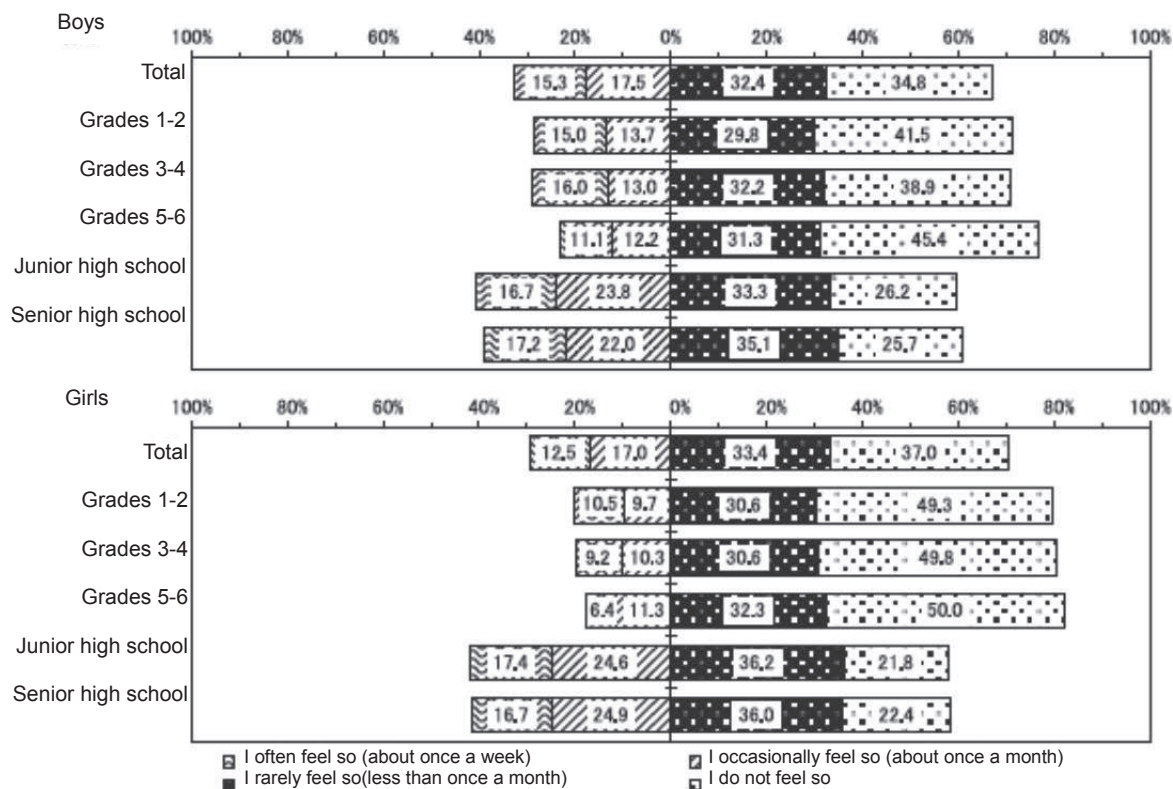 Boys
100% 80% 60% 40% 20% 0% 20% 40% 60% 80% 100%
Total 15.3 17.5 32.4 34.8
Grades 1-2 15.0 13.7 29.8 41.5
Grades 3-4 16.0 13.0 32.2 38.9
Grades 5-6 11.1 12.2 31.3 45.4
Junior high school 16.7 23.8 33.3 26.2
Senior high school 17.2 22.0 35.1 25.7
Girls
100% 80% 60% 40% 20% 0% 20% 40% 60% 80% 100%
Total 12.5 17.0 33.4 37.0
Grades 1-2 10.5 9.7 30.6 49.3
Grades 3-4 9.2 10.3 30.6 49.8
Grades 5-6 6.4 11.3 32.3 50.0
Junior high school 17.4 24.6 36.2 21.8
Senior high school 16.7 24.9 36.0 22.4
I often feel so (about once a week) I occasionally feel so (about once a month)
I rarely feel so(less than once a month) I do not feel so